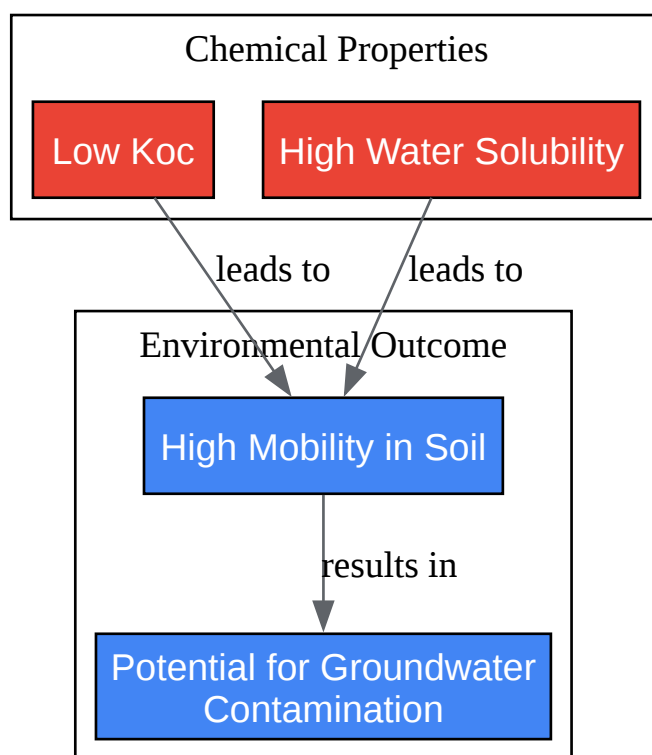 Chemical Properties
Low Koc
High Water Solubility
leads to
leads to
Environmental Outcome
High Mobility in Soil
results in
Potential for Groundwater
Contamination